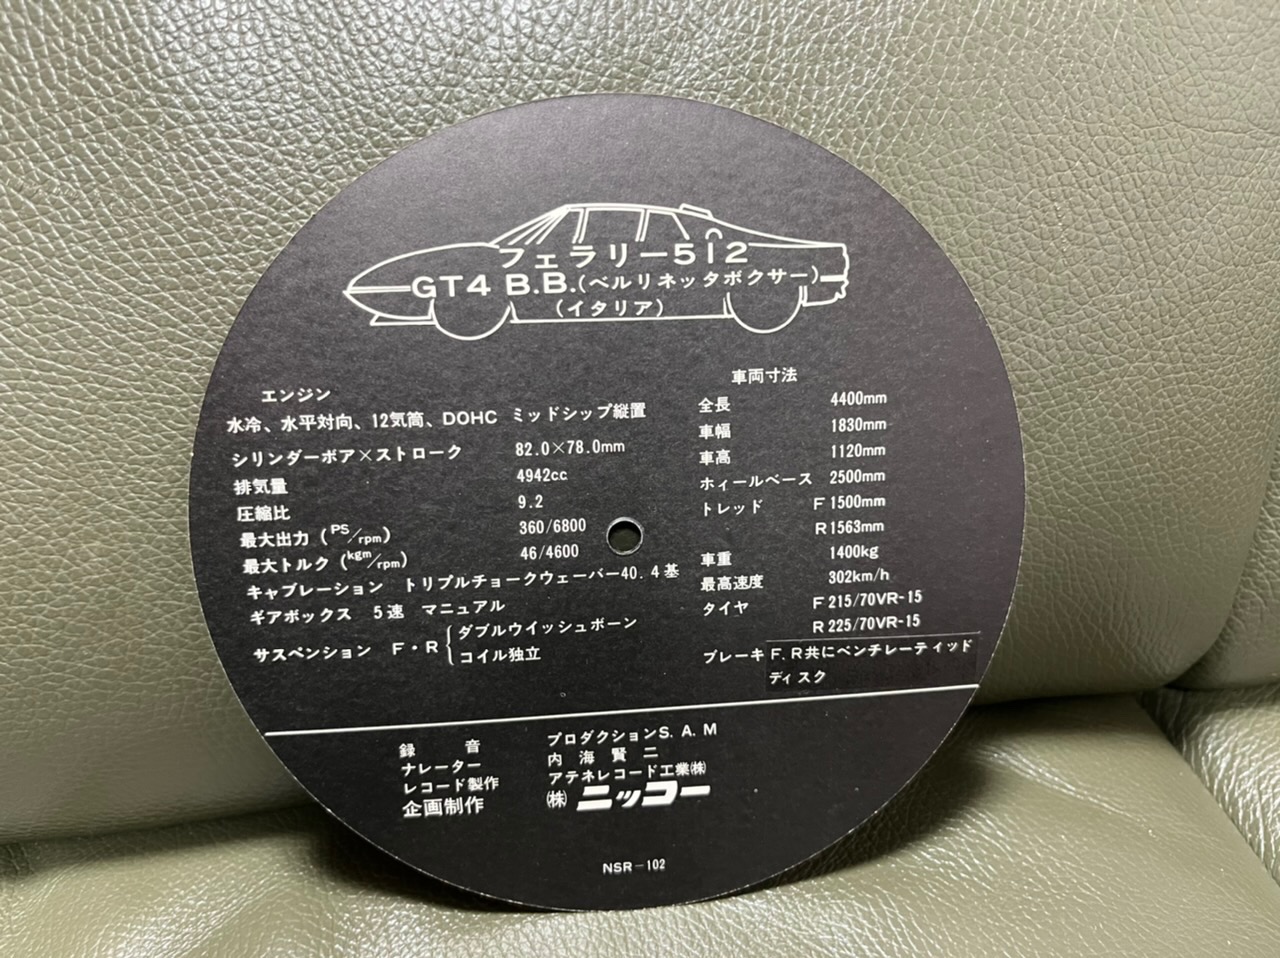 フェラリー512
GT4 B.B.(ベルリネッタボクサー)
(イタリア)
エンジン
水冷、水平対向、12気筒、DOHC ミッドシップ縦置
シリンダーボア×ストローク 82.0×78.0mm
排気量 4942cc
圧縮比 9.2
最大出力 (PS/rpm) 360/6800
最大トルク (kgm/rpm) 46/4600
キャブレーション トリプルチョークウェーバー40.4基
ギアボックス 5速 マニュアル
サスペンション F・R ダブルウイッシュボーン
コイル独立
車両寸法
全長 4400mm
車幅 1830mm
車高 1120mm
ホィールベース 2500mm
トレッド F 1500mm
R 1563mm
車重 1400kg
最高速度 302km/h
タイヤ F 215/70VR-15
R 225/70VR-15
ブレーキ F、R共にベンチレーティッド
ディスク
録音 プロダクションS.A.M
ナレーター 内海賢二
レコード製作 アテネレコード工業㈱
企画制作 ㈱ ニッコー
NSR-102